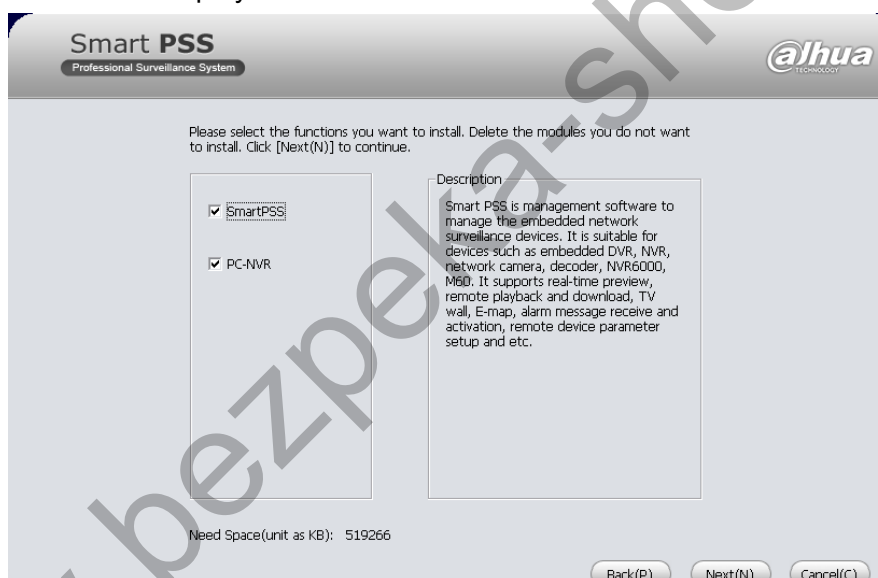 Smart PSS
Professional Surveillance System
alhua
TECHNOLOGY
Please select the functions you want to install. Delete the modules you do not want
to install. Click [Next(N)] to continue.
SmartPSS
PC-NVR
Description
Smart PSS is management software to
manage the embedded network
surveillance devices. It is suitable for
devices such as embedded DVR, NVR,
network camera, decoder, NVR6000,
M60. It supports real-time preview,
remote playback and download, TV
wall, E-map, alarm message receive and
activation, remote device parameter
setup and etc.
Need Space(unit as KB): 519266
Back(P) Next(N) Cancel(C)
bezpeka-sho